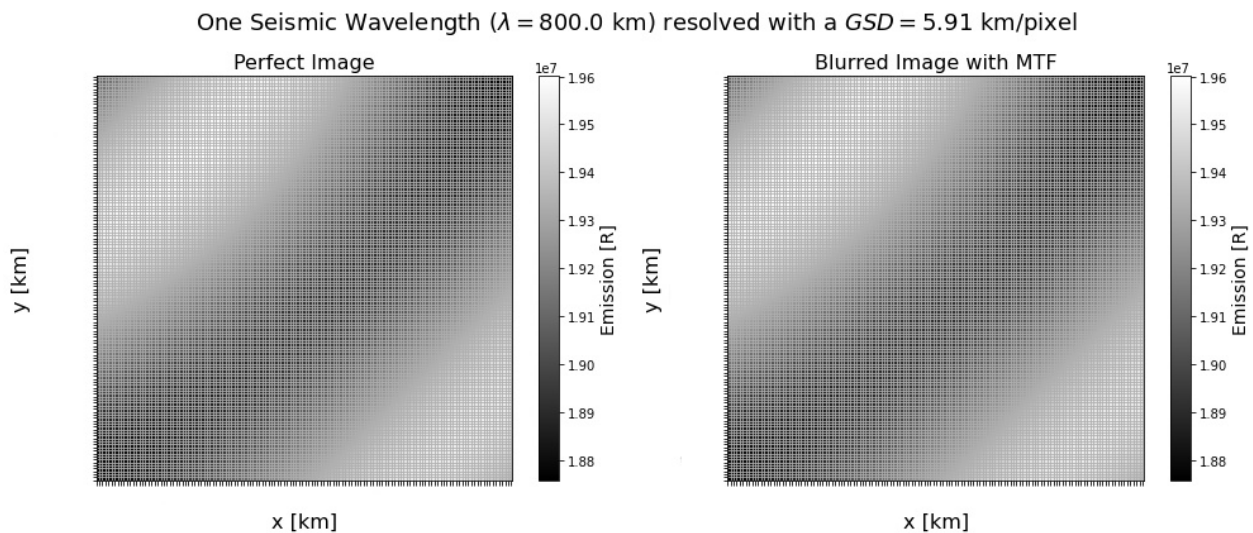 One Seismic Wavelength (λ = 800.0 km) resolved with a GSD = 5.91 km/pixel
Perfect Image
1e7
1.96
1.95
1.94
1.93
1.92
1.91
1.90
1.89
1.88
Emission [R]
y [km]
x [km]
Blurred Image with MTF
1e7
1.96
1.95
1.94
1.93
1.92
1.91
1.90
1.89
1.88
Emission [R]
y [km]
x [km]